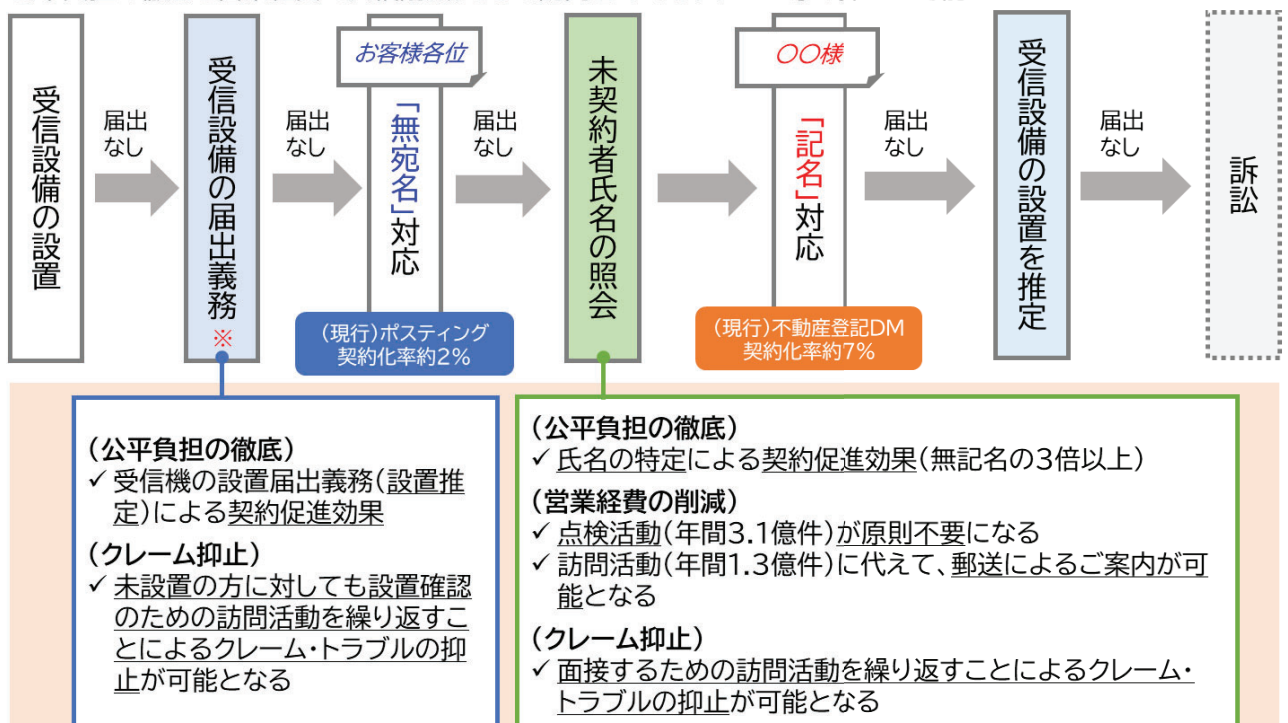 受信設備の設置
届出
なし
受信設備の届出義務※
届出
なし
お客様各位
「無宛名」対応
(現行)ポスティング
契約化率約2%
届出
なし
未契約者氏名の照会
〇〇様
「記名」対応
(現行)不動産登記DM
契約化率約7%
届出
なし
受信設備の設置を推定
届出
なし
訴訟
(公平負担の徹底)
✓ 受信機の設置届出義務(設置推
定)による契約促進効果
(クレーム抑止)
✓ 未設置の方に対しても設置確認
のための訪問活動を繰り返すこ
とによるクレーム・トラブルの抑
止が可能となる
(公平負担の徹底)
✓ 氏名の特定による契約促進効果(無記名の3倍以上)
(営業経費の削減)
✓ 点検活動(年間3.1億件)が原則不要になる
✓ 訪問活動(年間1.3億件)に代えて、郵送によるご案内が可
能となる
(クレーム抑止)
✓ 面接するための訪問活動を繰り返すことによるクレーム・
トラブルの抑止が可能となる